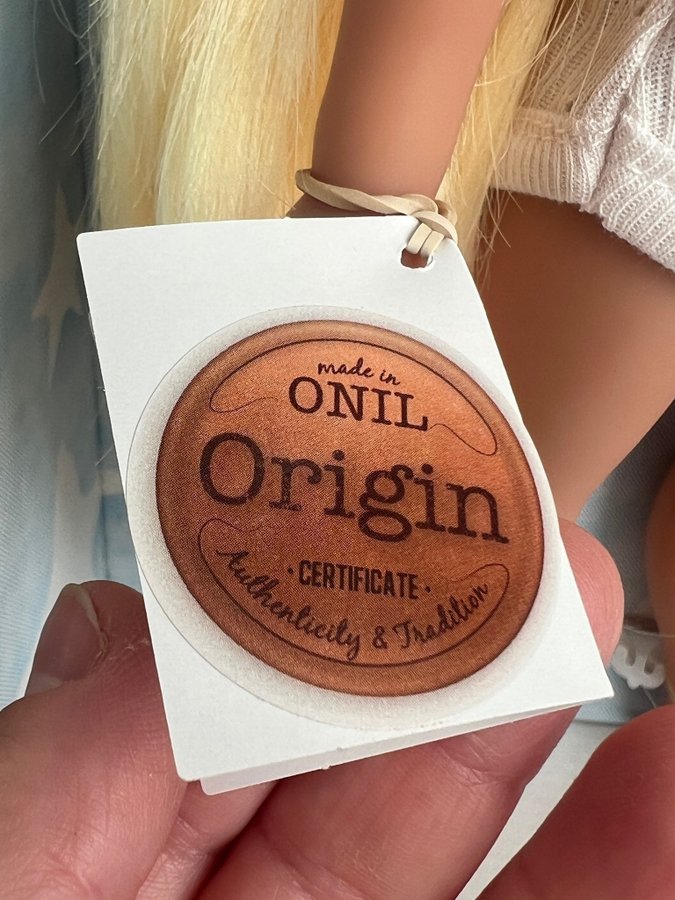 made in
ONIL
Origin
· CERTIFICATE ·
Authenticity & Tradition